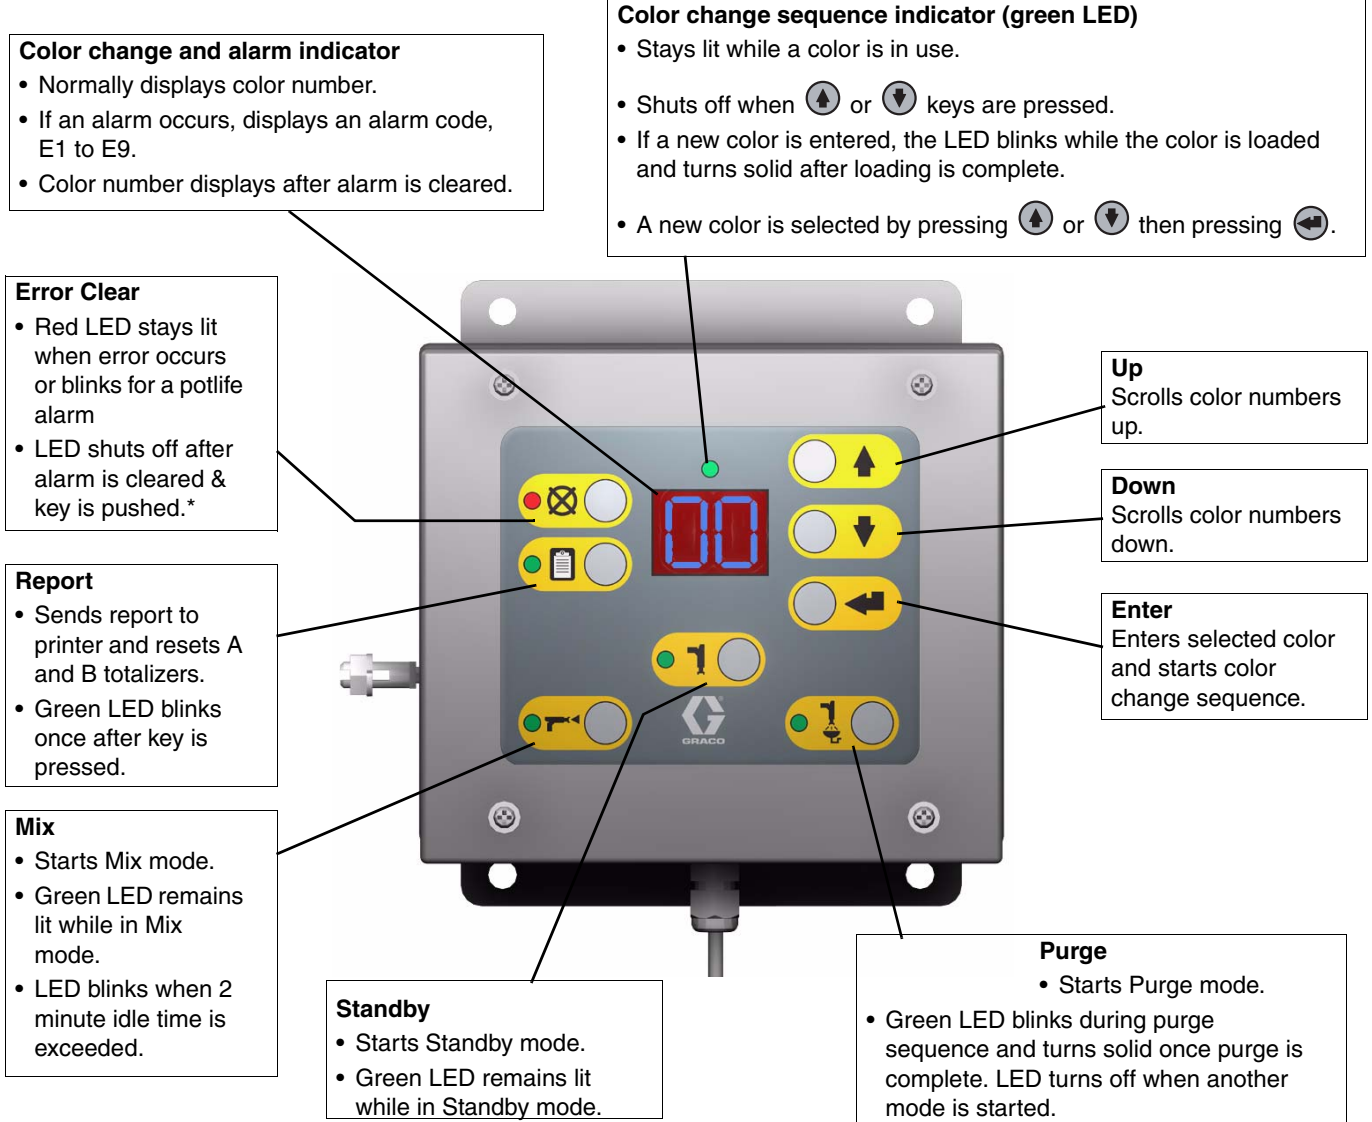 Color change sequence indicator (green LED)
• Stays lit while a color is in use.
• Shuts off when or keys are pressed.
• If a new color is entered, the LED blinks while the color is loaded
and turns solid after loading is complete.
• A new color is selected by pressing or then pressing .
Color change and alarm indicator
• Normally displays color number.
• If an alarm occurs, displays an alarm code,
E1 to E9.
• Color number displays after alarm is cleared.
Error Clear
• Red LED stays lit
when error occurs
or blinks for a potlife
alarm
• LED shuts off after
alarm is cleared &
key is pushed.*
Report
• Sends report to
printer and resets A
and B totalizers.
• Green LED blinks
once after key is
pressed.
Mix
• Starts Mix mode.
• Green LED remains
lit while in Mix
mode.
• LED blinks when 2
minute idle time is
exceeded.
00
GRACO
Up
Scrolls color numbers
up.
Down
Scrolls color numbers
down.
Enter
Enters selected color
and starts color
change sequence.
Standby
• Starts Standby mode.
• Green LED remains lit
while in Standby mode.
Purge
• Starts Purge mode.
• Green LED blinks during purge
sequence and turns solid once purge is
complete. LED turns off when another
mode is started.